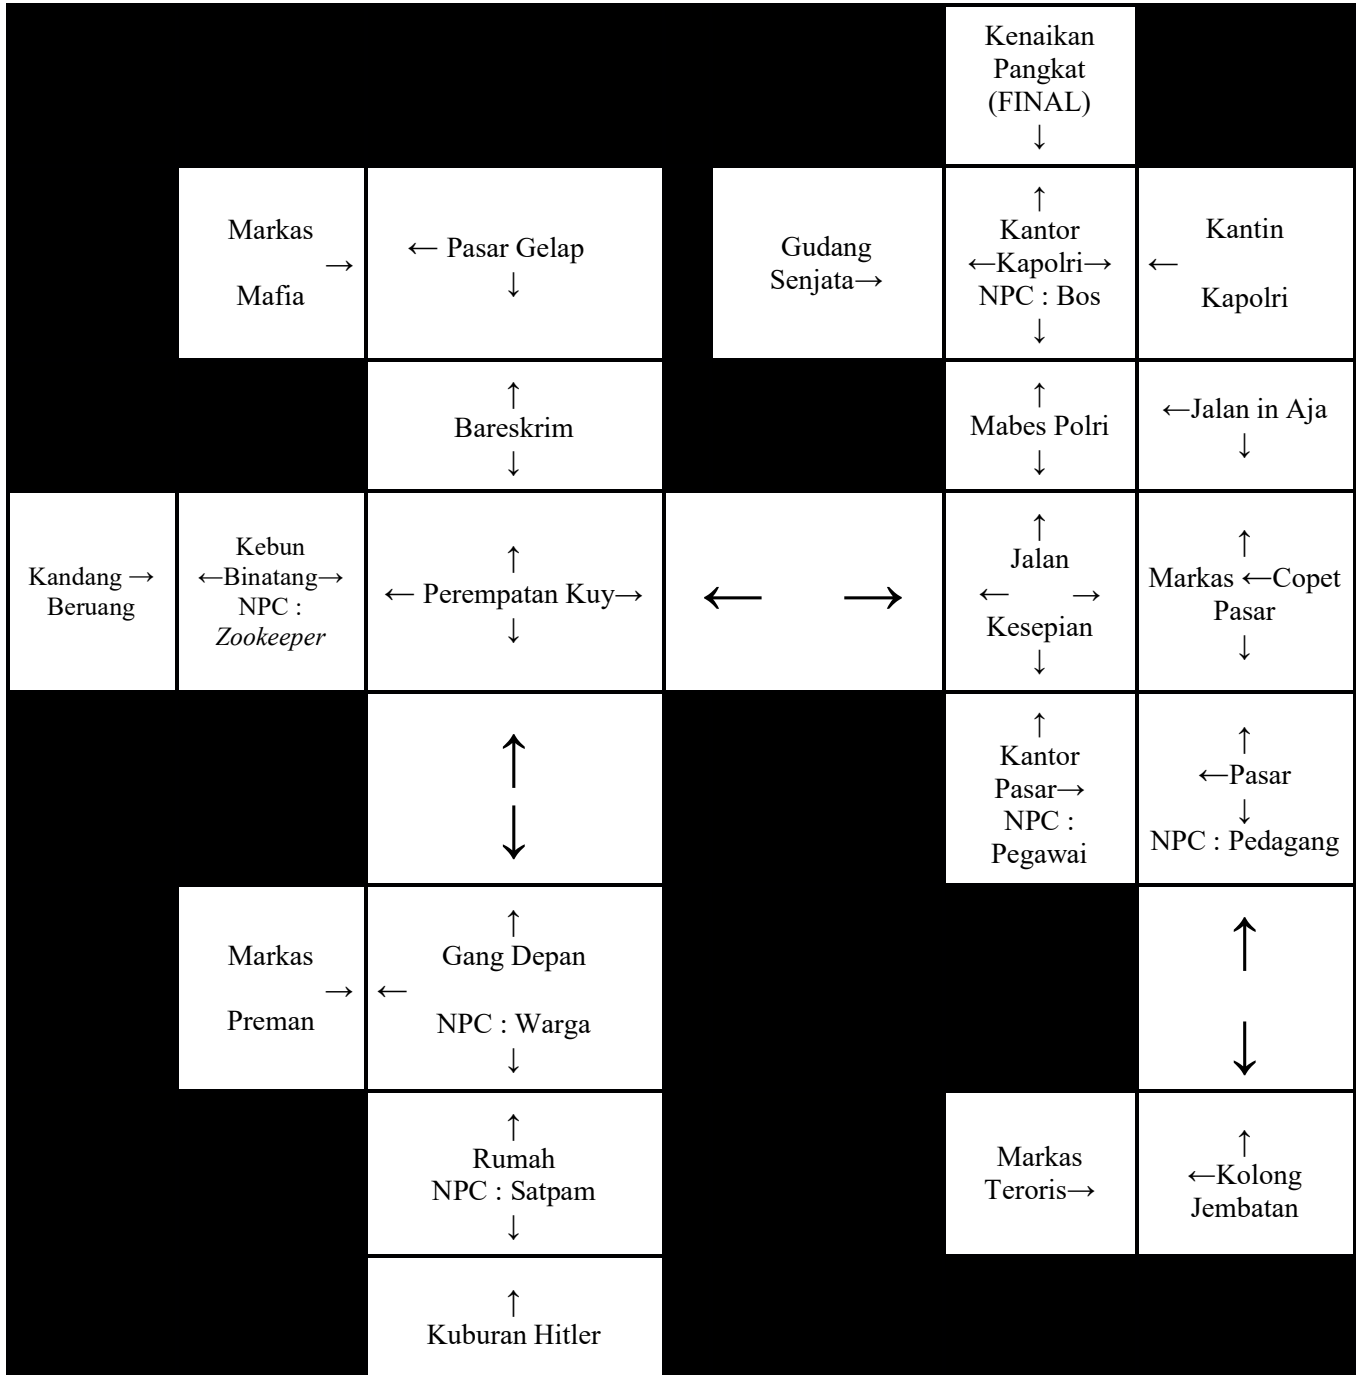 Kenaikan
Pangkat
(FINAL)
↓
Markas
→
Mafia
← Pasar Gelap
↓
Gudang
Senjata→
↑
Kantor
←Kapolri→
NPC : Bos
↓
Kantin
←
Kapolri
↑
Bareskrim
↓
↑
Mabes Polri
↓
←Jalan in Aja
↓
Kandang →
Beruang
Kebun
←Binatang→
NPC :
Zookeeper
↑
← Perempatan Kuy→
↓
← →
↑
Jalan
← →
Kesepian
↓
↑
Markas ←Copet
Pasar
↓
↑
↓
↑
Kantor
Pasar→
NPC :
Pegawai
↑
←Pasar
↓
NPC : Pedagang
Markas
→
Preman
↑
Gang Depan
←
NPC : Warga
↓
↑
↓
↑
Rumah
NPC : Satpam
↓
Markas
Teroris→
↑
←Kolong
Jembatan
↑
Kuburan Hitler